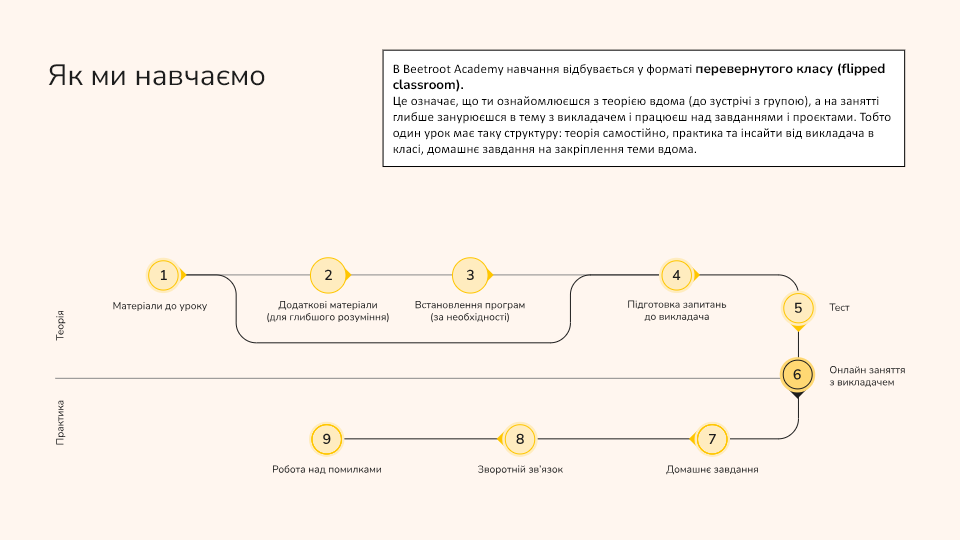 Як ми навчаємо
В Beetroot Academy навчання відбувається у форматі перевернутого класу (flipped
classroom).
Це означає, що ти ознайомлюєшся з теорією вдома (до зустрічі з групою), а на занятті
глибше занурюєшся в тему з викладачем і працюєш над завданнями і проєктами. Тобто
один урок має таку структуру: теорія самостійно, практика та інсайти від викладача в
класі, домашнє завдання на закріплення теми вдома.
Теорія
1
Матеріали до уроку
2
Додаткові матеріали
(для глибшого розуміння)
3
Встановлення програм
(за необхідності)
4
Підготовка запитань
до викладача
5
Тест
6
Онлайн заняття
з викладачем
Практика
7
Домашнє завдання
8
Зворотній зв'язок
9
Робота над помилками